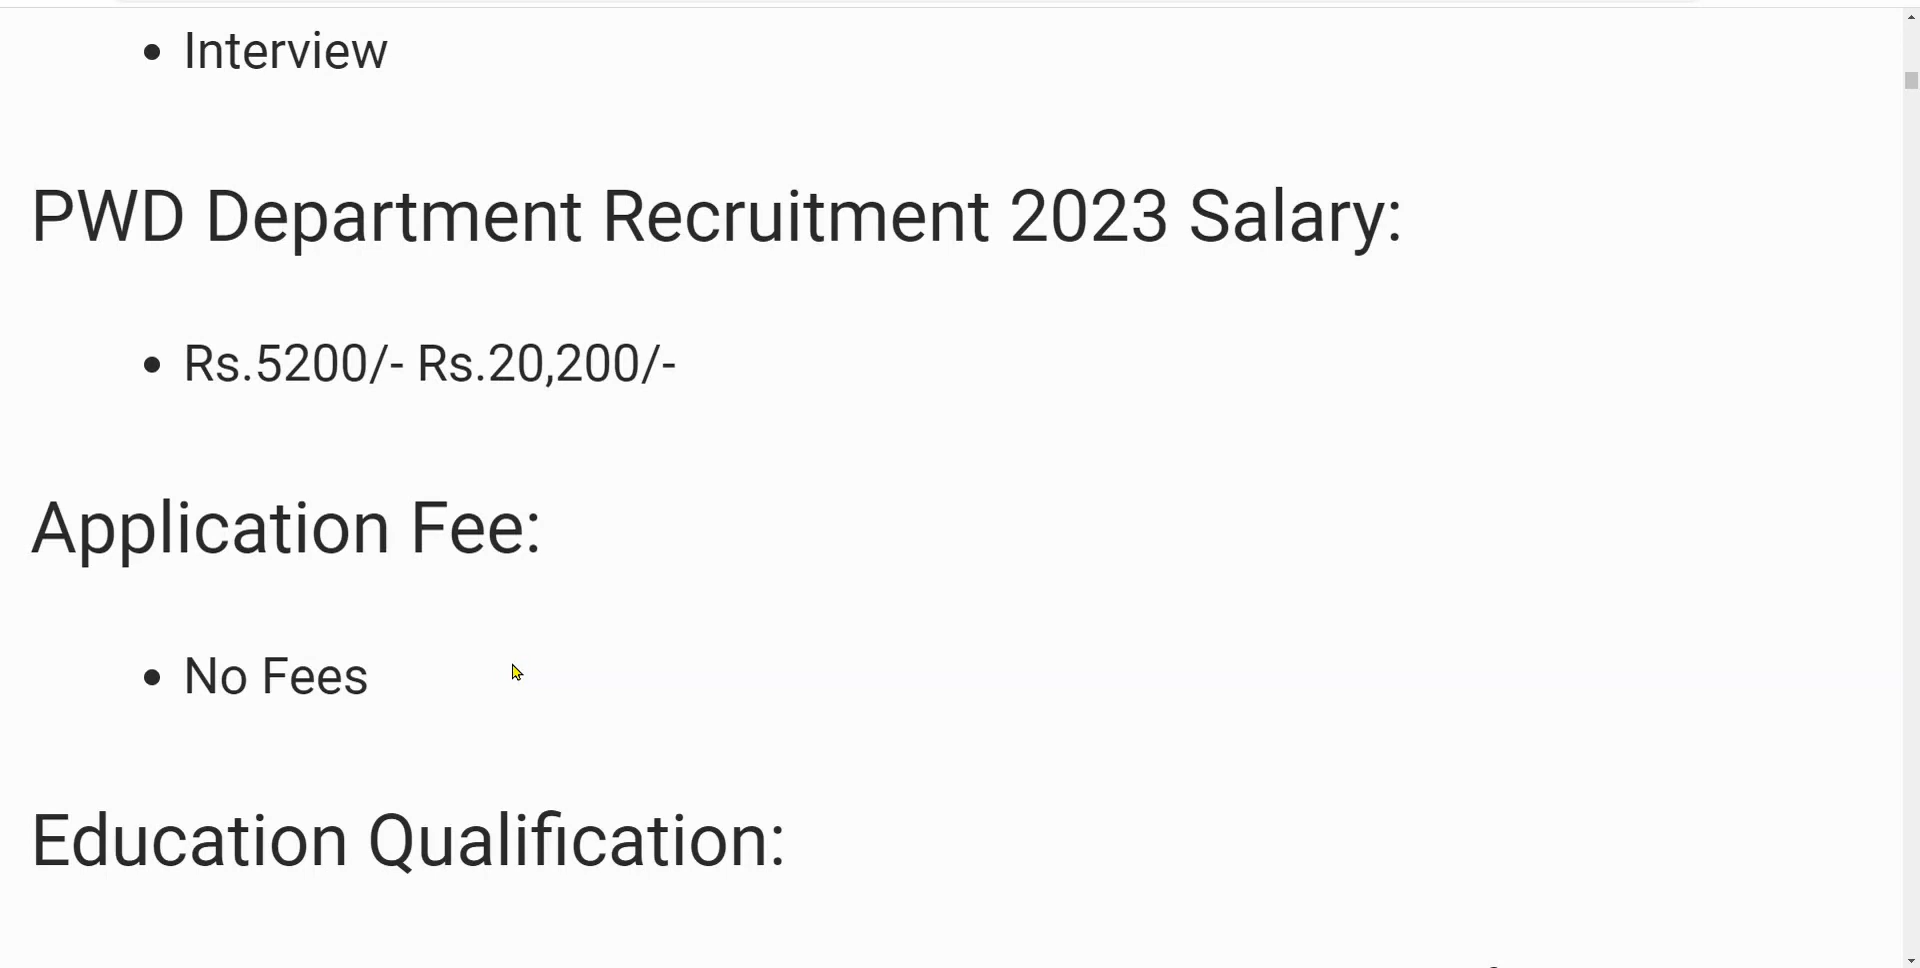 • Interview
PWD Department Recruitment 2023 Salary:
• Rs.5200/- Rs.20,200/-
Application Fee:
• No Fees
Education Qualification: